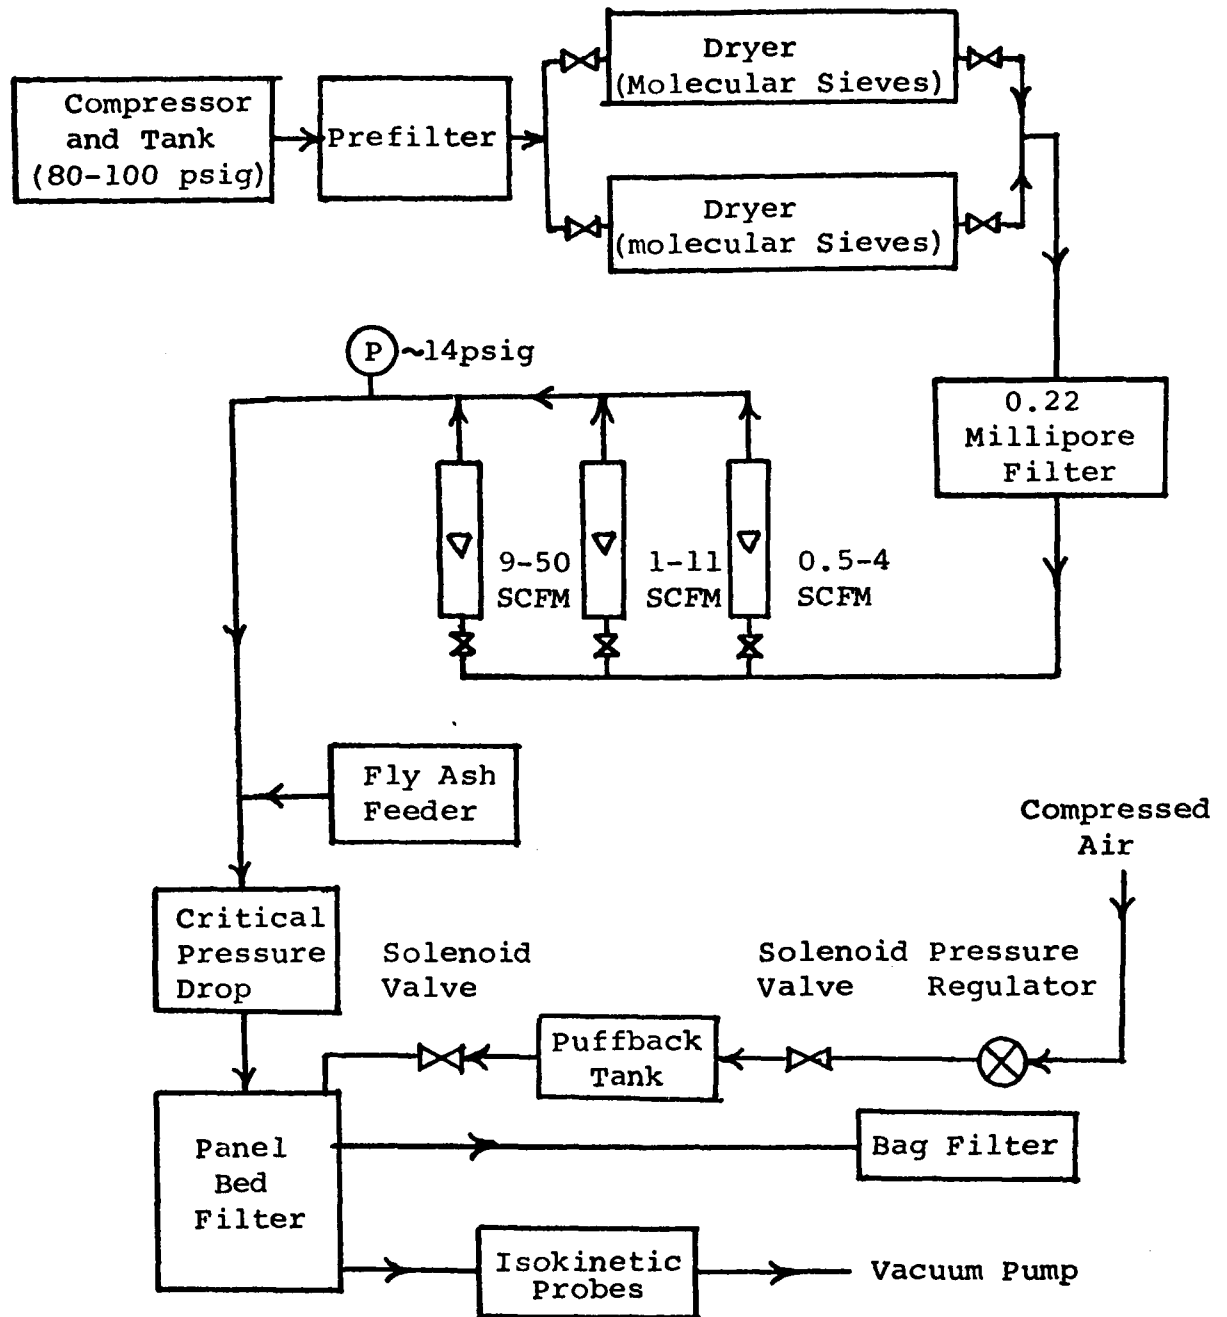 Dryer
(Molecular Sieves)
Compressor
and Tank
(80-100 psig)
Prefilter
Dryer
(molecular Sieves)
P ~14psig
0.22
Millipore
Filter
9-50
SCFM
1-11
SCFM
0.5-4
SCFM
Fly Ash
Feeder
Compressed
Air
Critical
Pressure
Drop
Solenoid
Valve
Solenoid
Valve
Pressure
Regulator
Puffback
Tank
Panel
Bed
Filter
Bag Filter
Isokinetic
Probes
Vacuum Pump